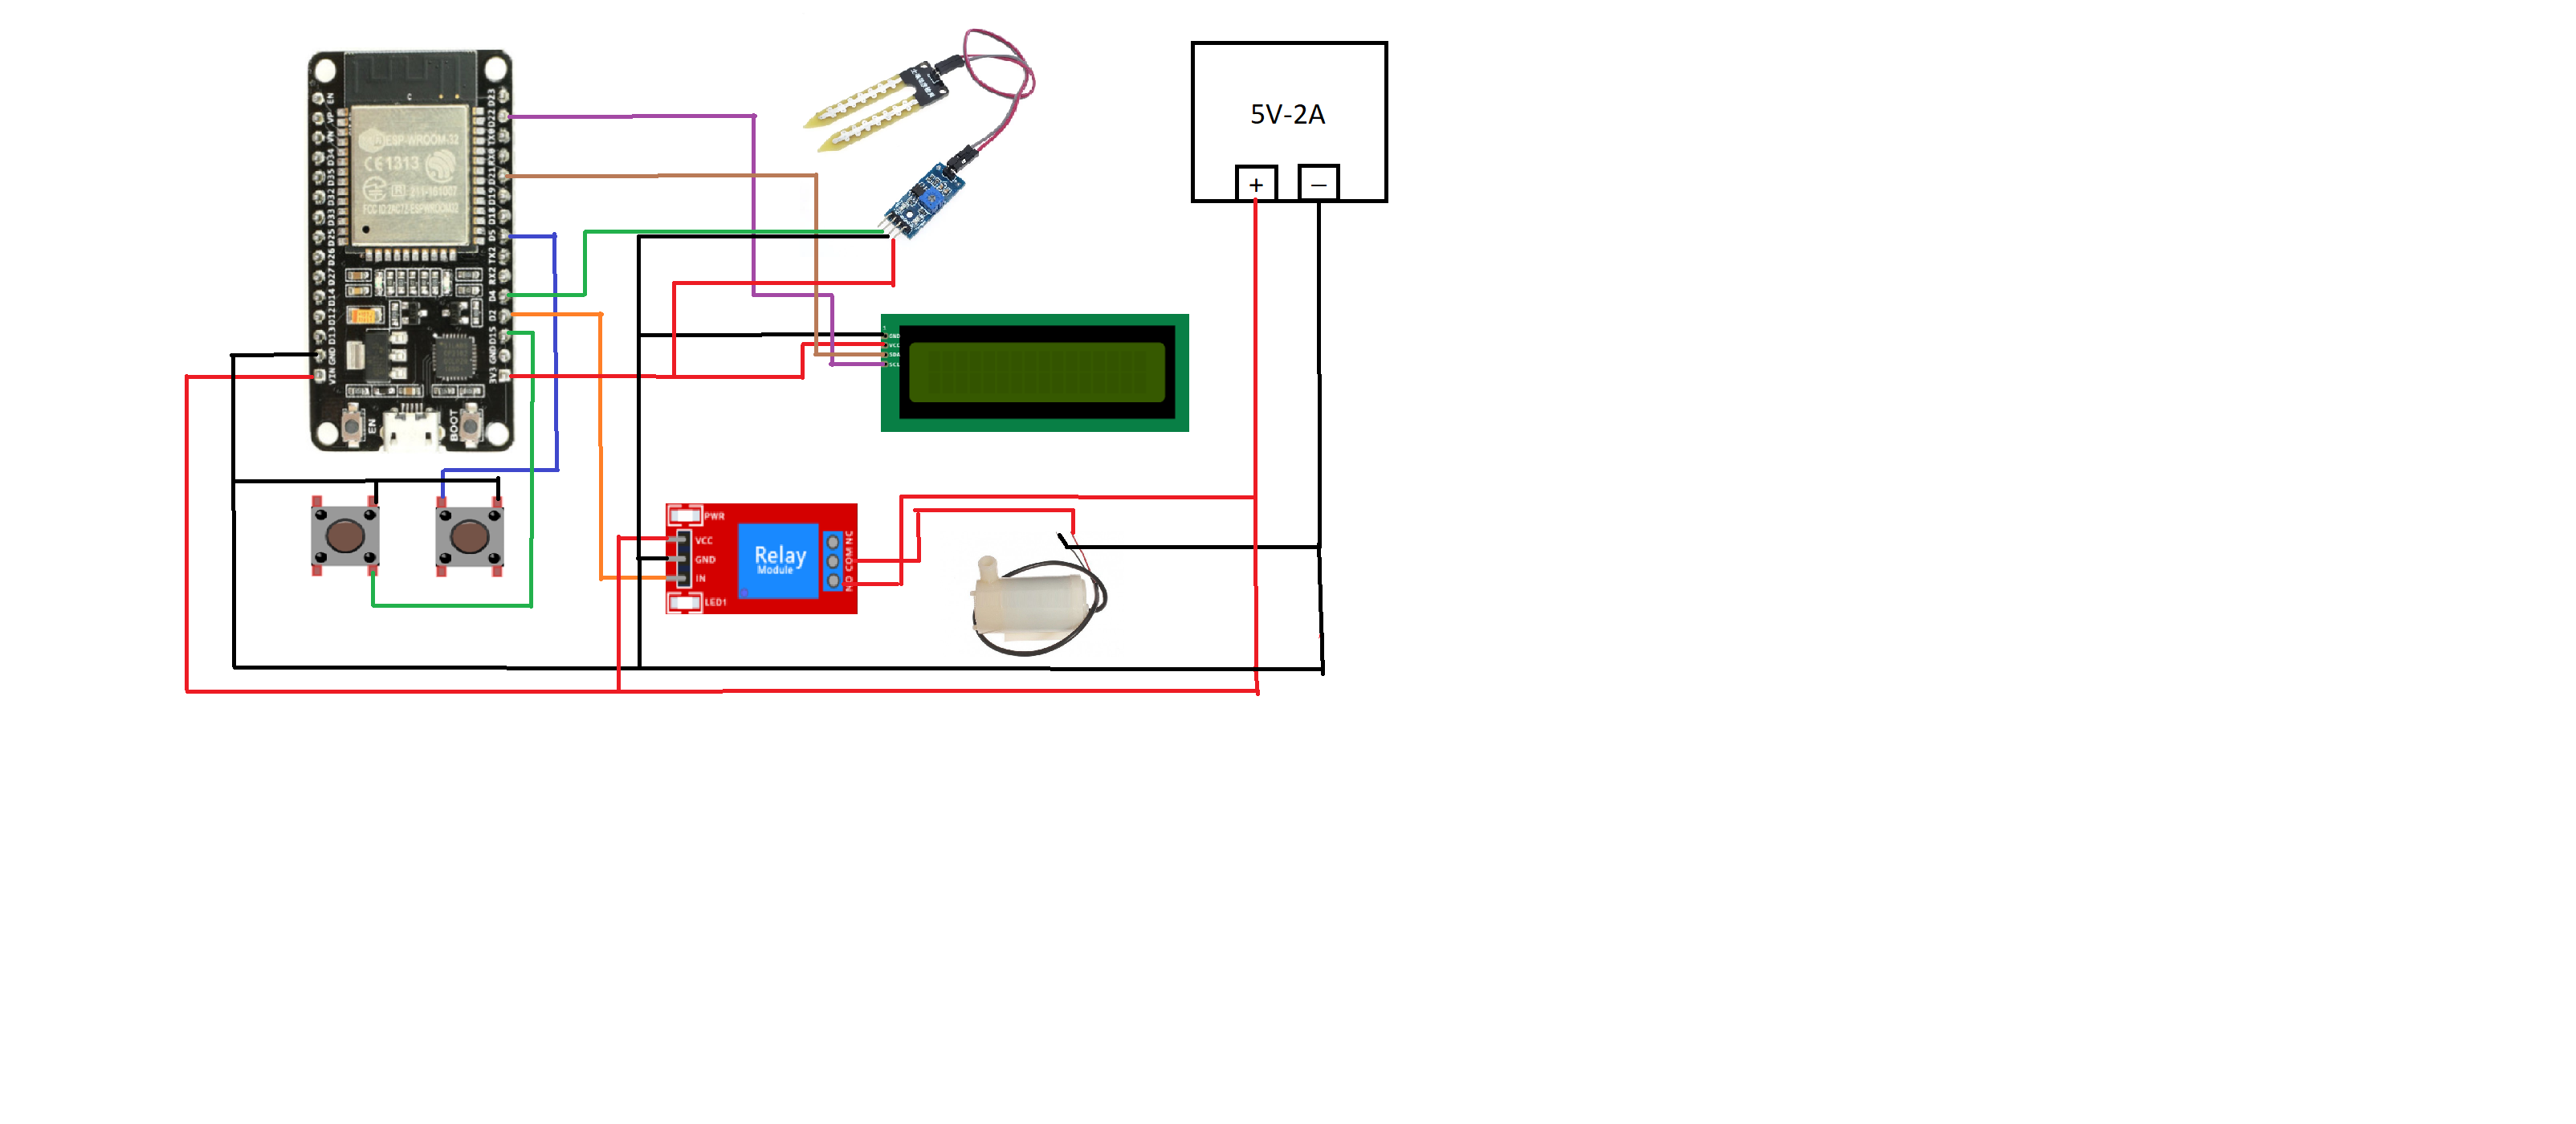 EN
VP
VN
D34
D35
D32
D33
D25
D26
D27
D14
D12
D13
GND
VIN
ESP-WROOM-32
CE1313
R
D23
D22
TX0
RX0
D21
D19
D18
D5
TX2
RX2
D4
D2
D15
GND
3V3
EN
BOOT
5V-2A
+
–
GND
VCC
SDA
SCL
PWR
VCC
GND
IN
LED1
Relay
Module
NC
COM
NO